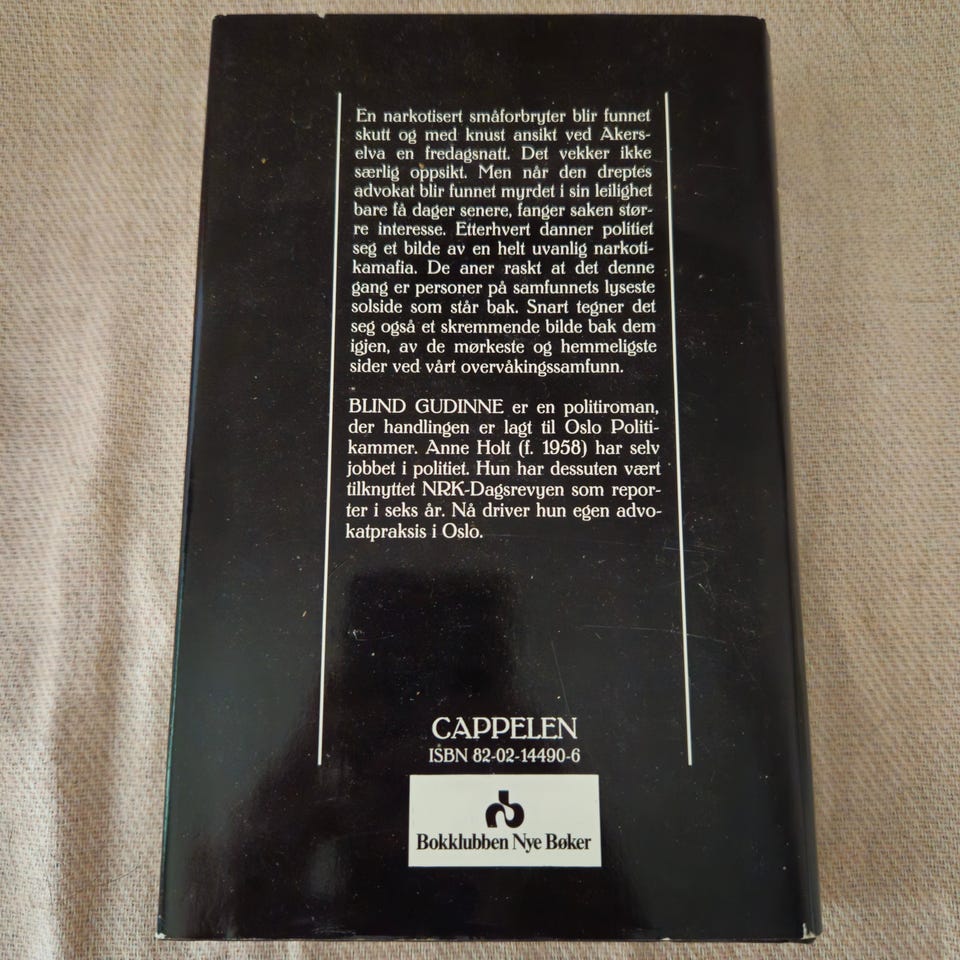 En narkotisert småforbryter blir funnet
skutt og med knust ansikt ved Akers-
elva en fredagsnatt. Det vekker ikke
særlig oppsikt. Men når den dreptes
advokat blir funnet myrdet i sin leilighet
bare få dager senere, fanger saken stør-
re interesse. Etterhvert danner politiet
seg et bilde av en helt uvanlig narkoti-
kamafia. De aner raskt at det denne
gang er personer på samfunnets lyseste
solside som står bak. Snart tegner det
seg også et skremmende bilde bak dem
igjen, av de mørkeste og hemmeligste
sider ved vårt overvåkingssamfunn.
BLIND GUDINNE er en politiroman,
der handlingen er lagt til Oslo Politi-
kammer. Anne Holt (f. 1958) har selv
jobbet i politiet. Hun har dessuten vært
tilknyttet NRK-Dagsrevyen som repor-
ter i seks år. Nå driver hun egen advo-
katpraksis i Oslo.
CAPPELEN
ISBN 82-02-14490-6
Bokklubben Nye Bøker